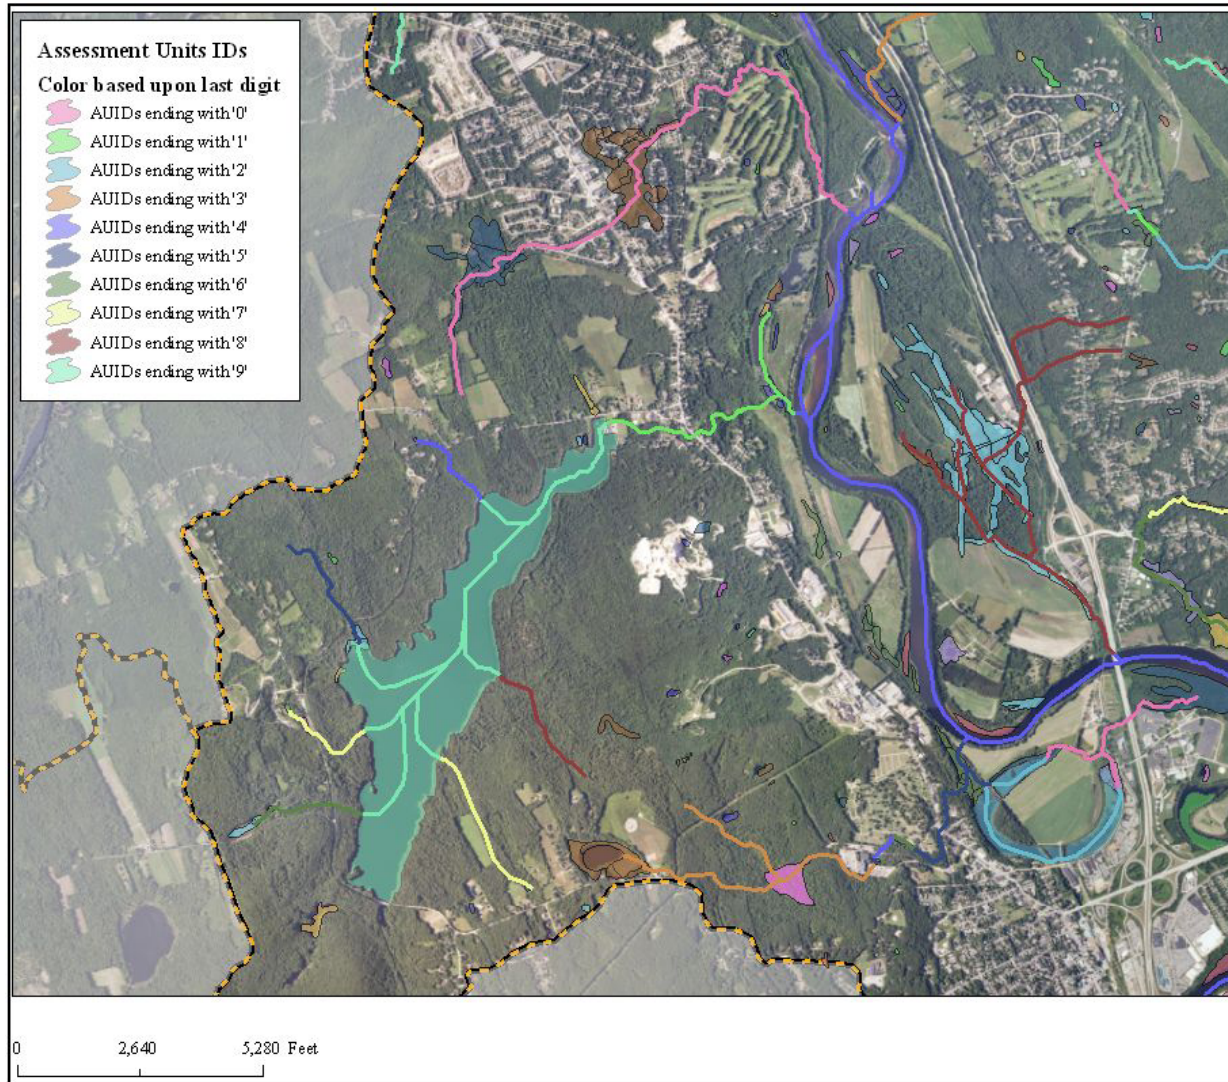 Assessment Units IDs
Color based upon last digit
AUIDs ending with '0'
AUIDs ending with '1'
AUIDs ending with '2'
AUIDs ending with '3'
AUIDs ending with '4'
AUIDs ending with '5'
AUIDs ending with '6'
AUIDs ending with '7'
AUIDs ending with '8'
AUIDs ending with '9'
0 2,640 5,280 Feet